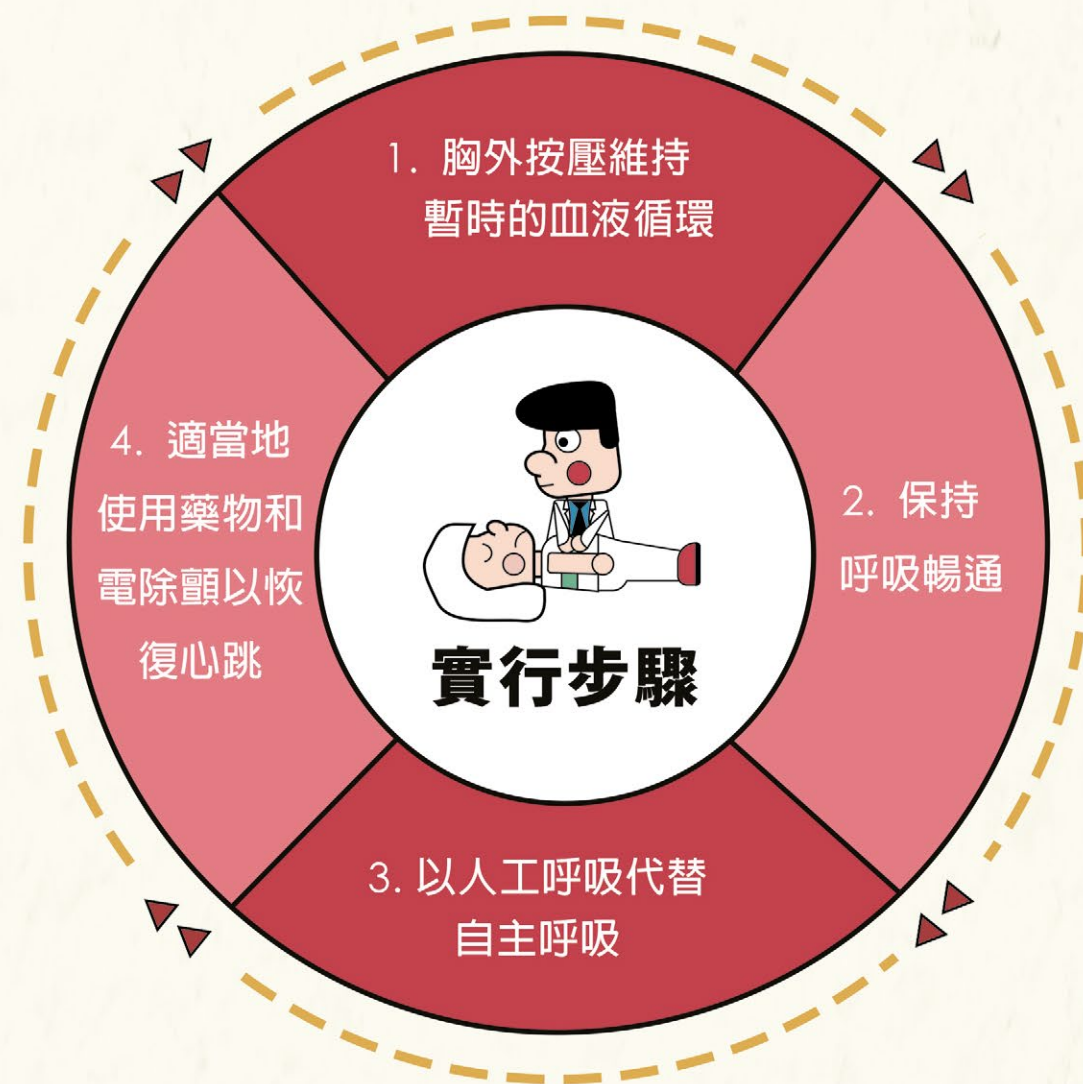 1. 胸外按壓維持
暫時的血液循環
2. 保持
呼吸暢通
3. 以人工呼吸代替
自主呼吸
4. 適當地
使用藥物和
電除顫以恢
復心跳
實行步驟